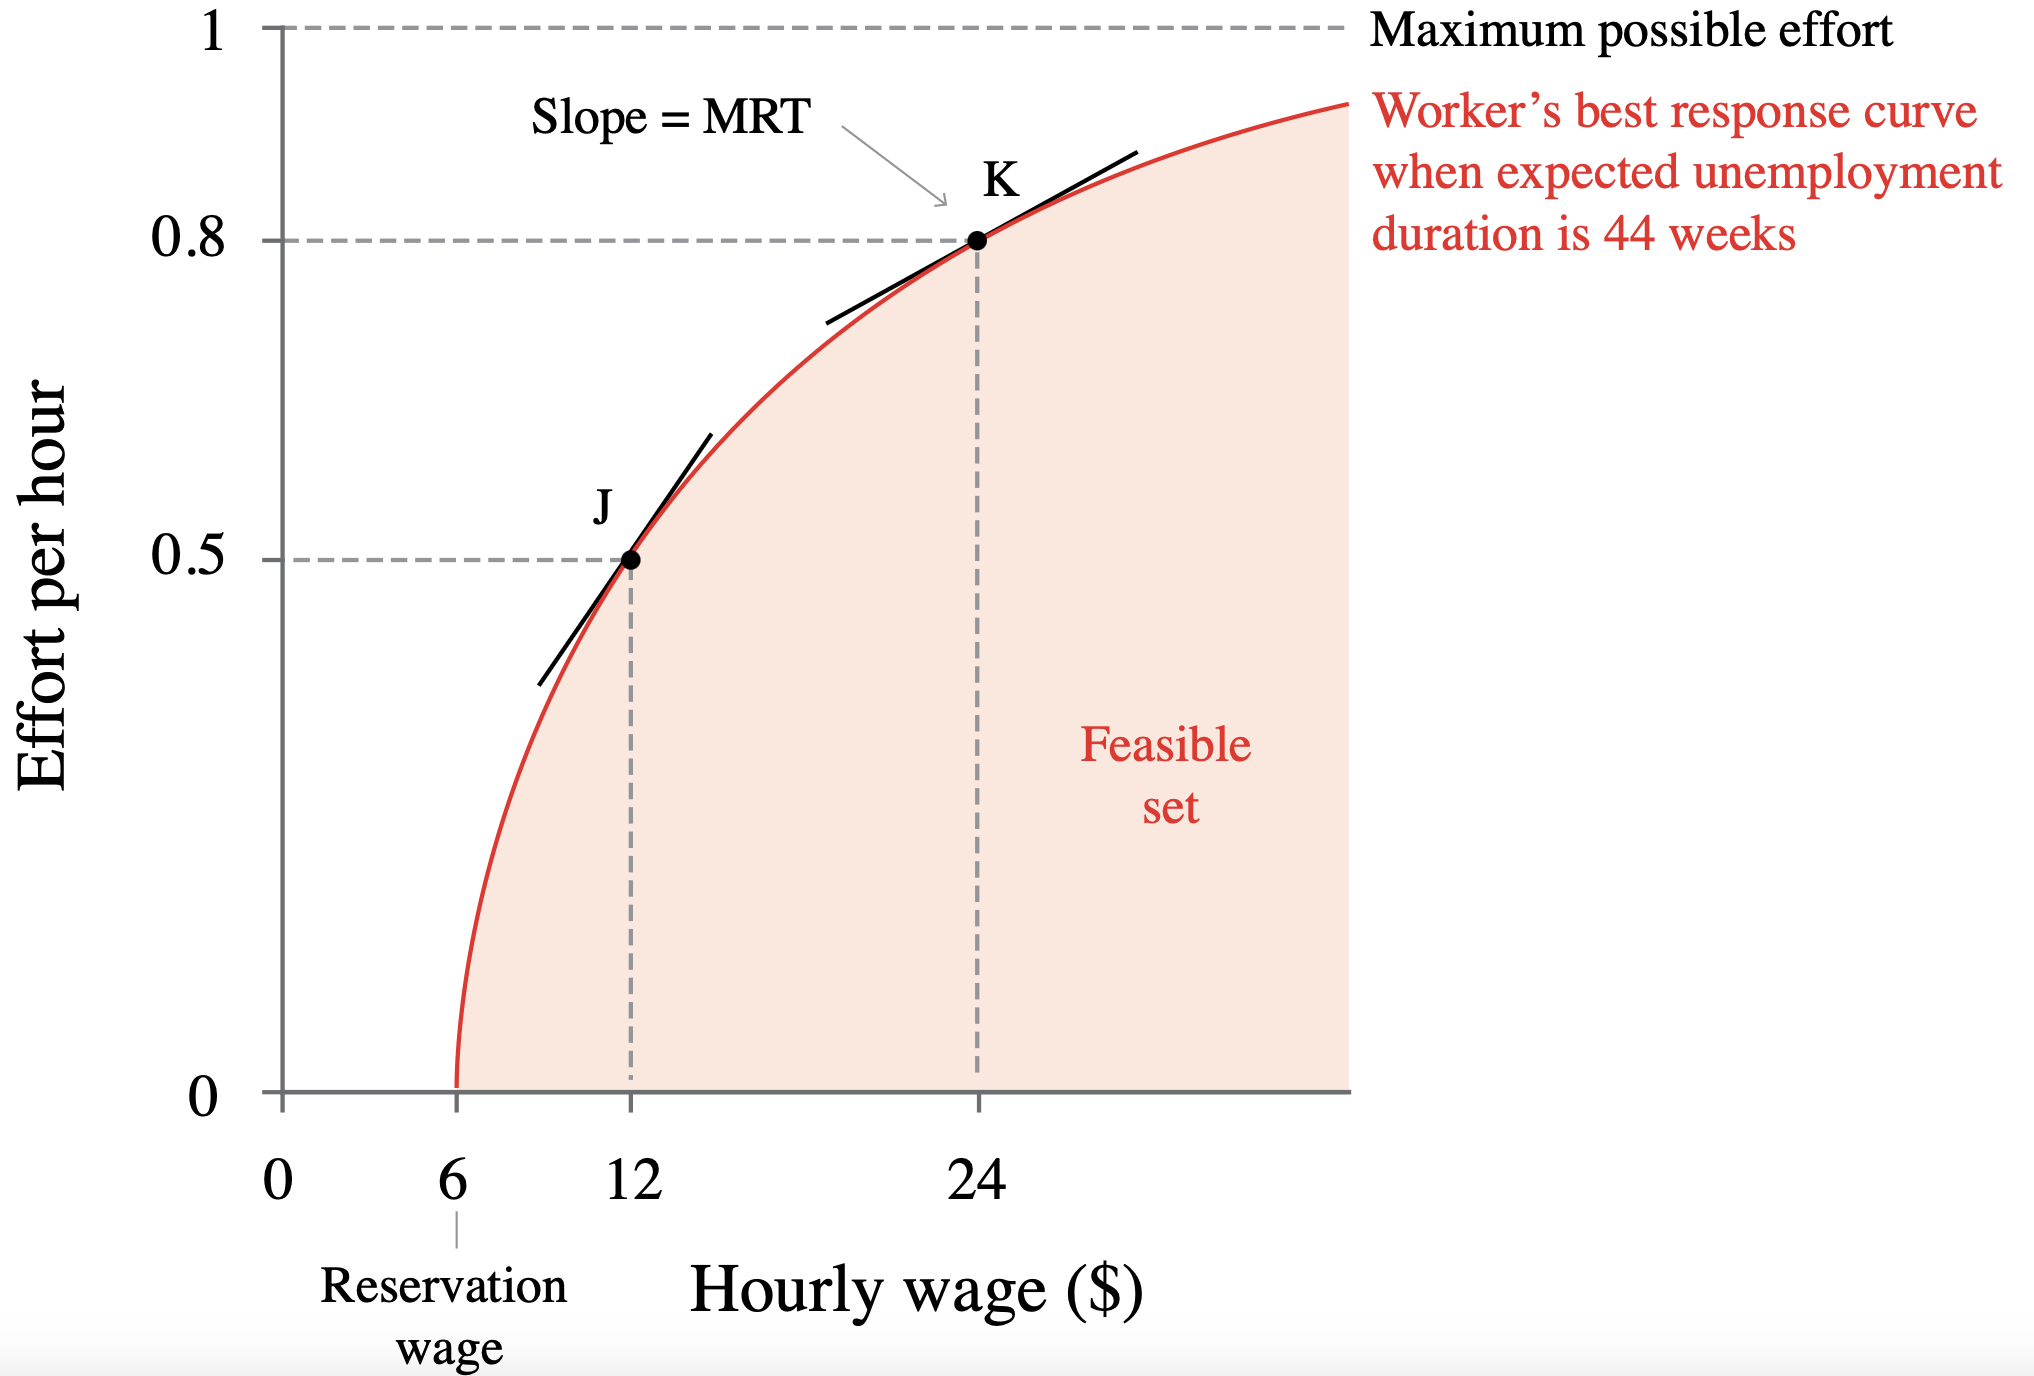 1
Maximum possible effort
Slope = MRT
Worker’s best response curve
when expected unemployment
duration is 44 weeks
K
0.8
J
0.5
Effort per hour
Feasible
set
0
0
6
12
24
Reservation
wage
Hourly wage ($)